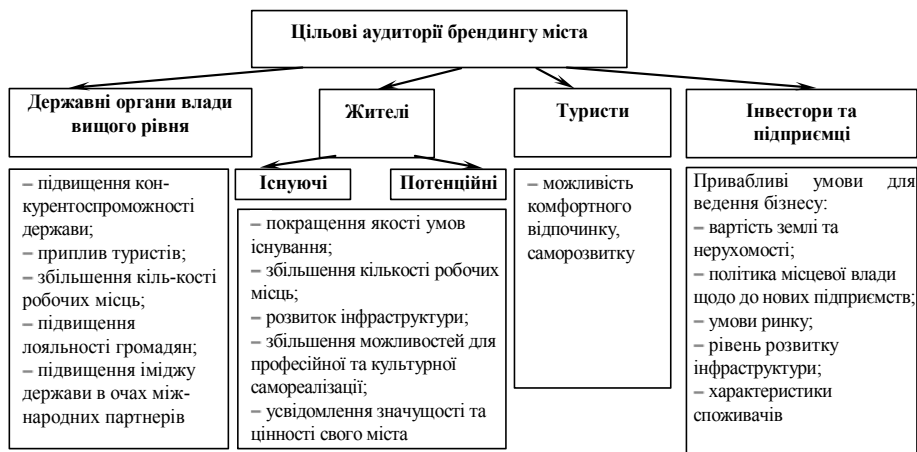 Цільові аудиторії брендингу міста
Державні органи влади
вищого рівня
Жителі
Туристи
Інвестори та
підприємці
Існуючі
Потенційні
– підвищення кон-
курентоспроможності
держави;
– приплив туристів;
– збільшення кіль-кості
робочих місць;
– підвищення
лояльності громадян;
– підвищення іміджу
держави в очах між-
народних партнерів
– покращення якості умов
існування;
– збільшення кількості робочих
місць;
– розвиток інфраструктури;
– збільшення можливостей для
професійної та культурної
самореалізації;
– усвідомлення значущості та
цінності свого міста
– можливість
комфортного
відпочинку,
саморозвитку
Привабливі умови для
ведення бізнесу:
– вартість землі та
нерухомості;
– політика місцевої влади
щодо до нових підприємств;
– умови ринку;
– рівень розвитку
інфраструктури;
– характеристики
споживачів